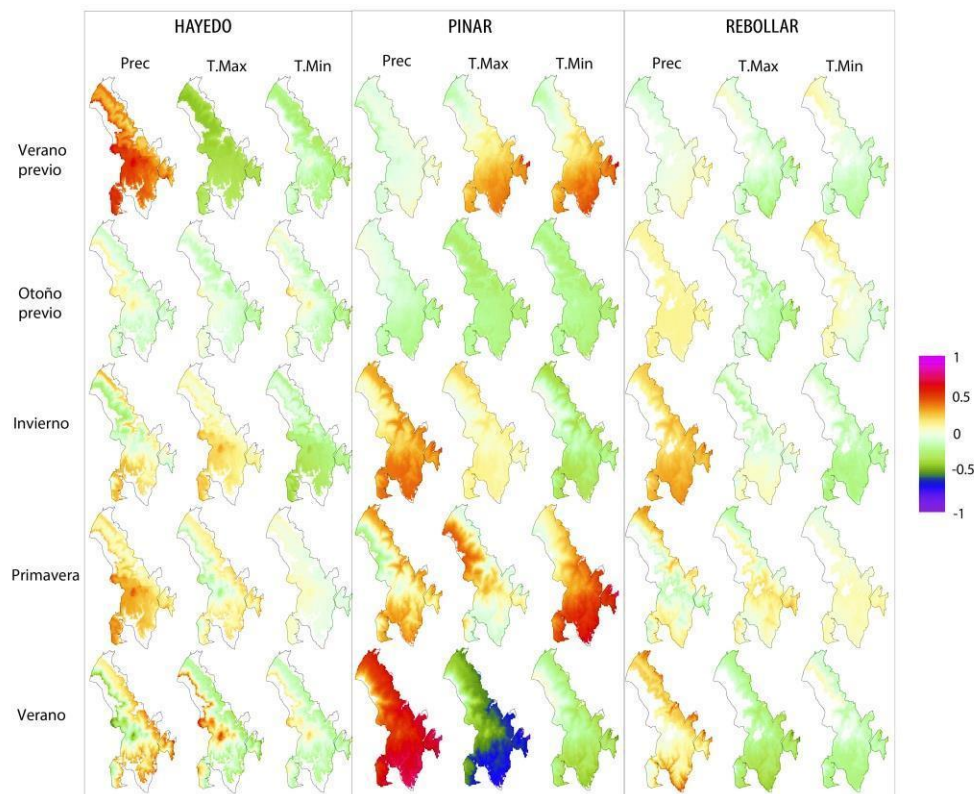 HAYEDO PINAR REBOLLAR
Prec T.Max T.Min Prec T.Max T.Min Prec T.Max T.Min
Verano
previo
Otoño
previo
Invierno
Primavera
Verano
1
0.5
0
-0.5
-1